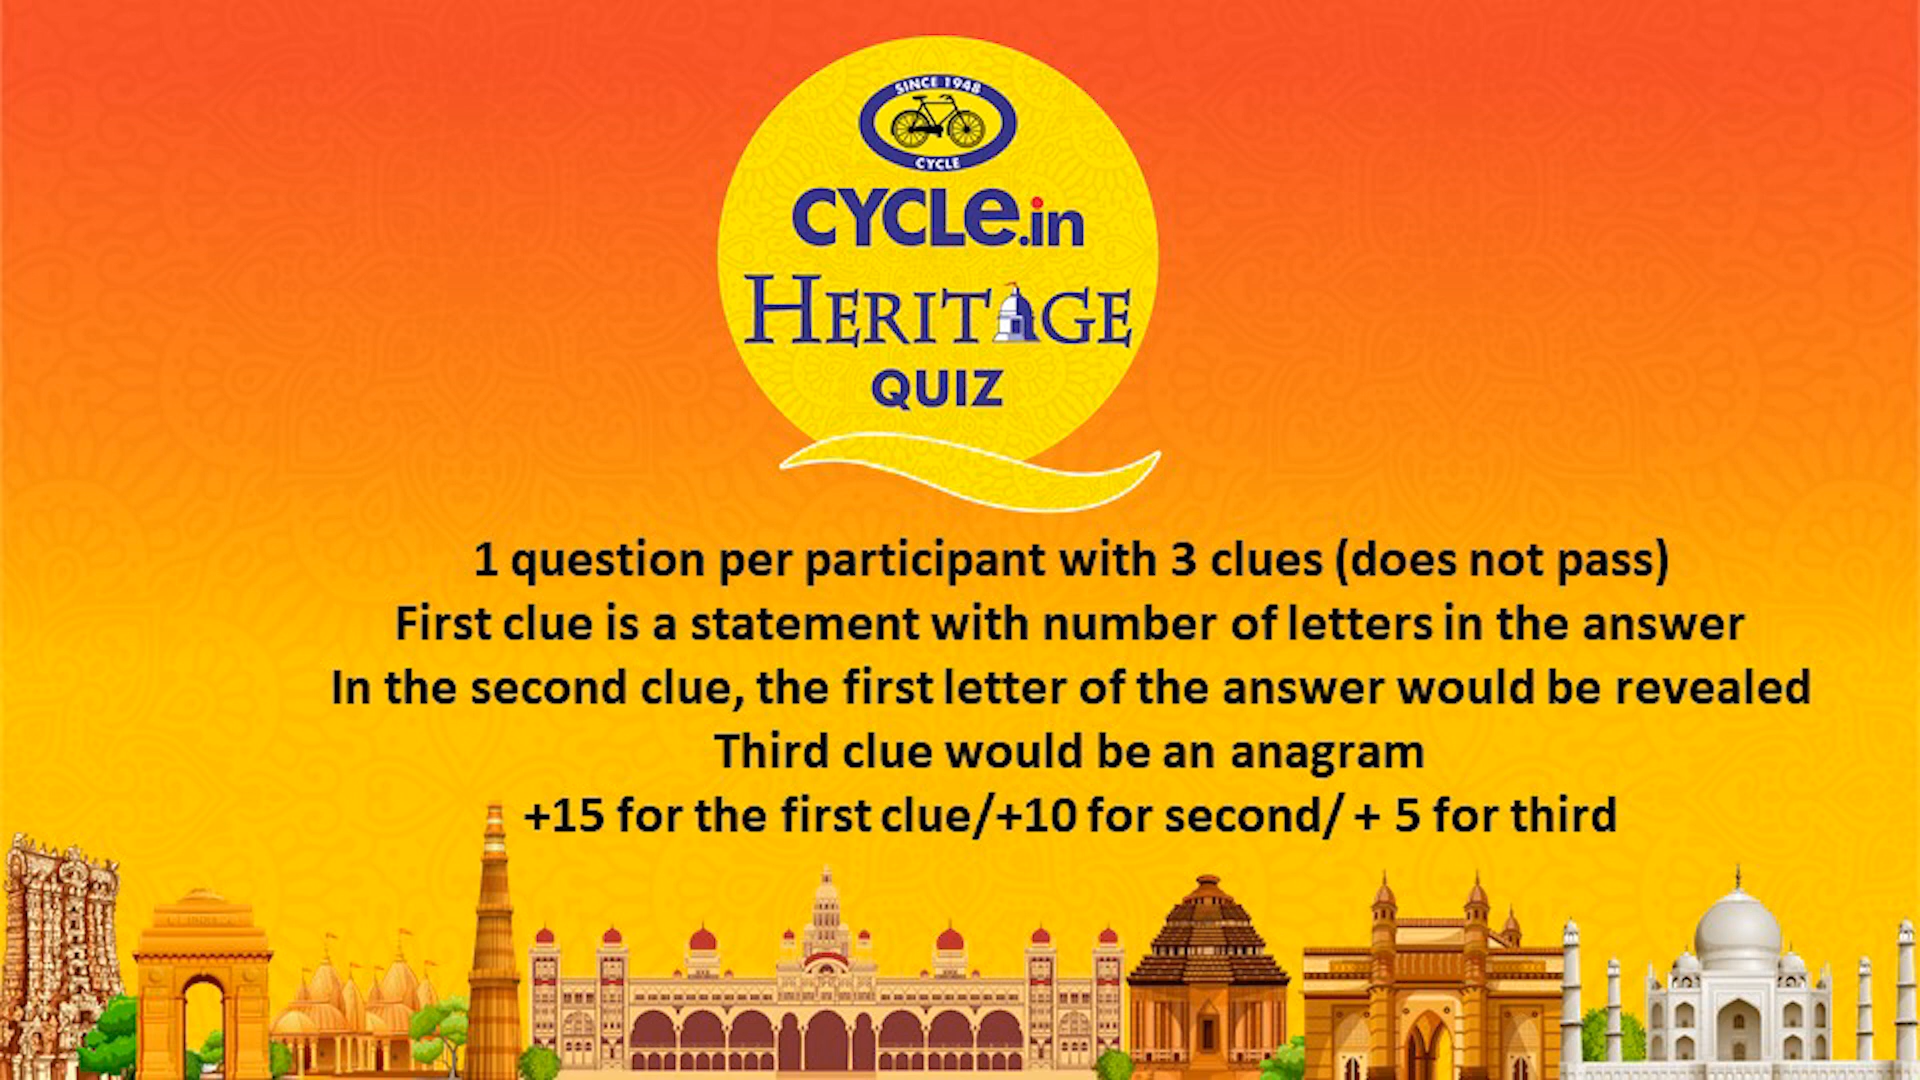 SINCE 1948
CYCLE
CYCLe.in
HERITAGE
QUIZ
1 question per participant with 3 clues (does not pass)
First clue is a statement with number of letters in the answer
In the second clue, the first letter of the answer would be revealed
Third clue would be an anagram
+15 for the first clue/+10 for second/ + 5 for third